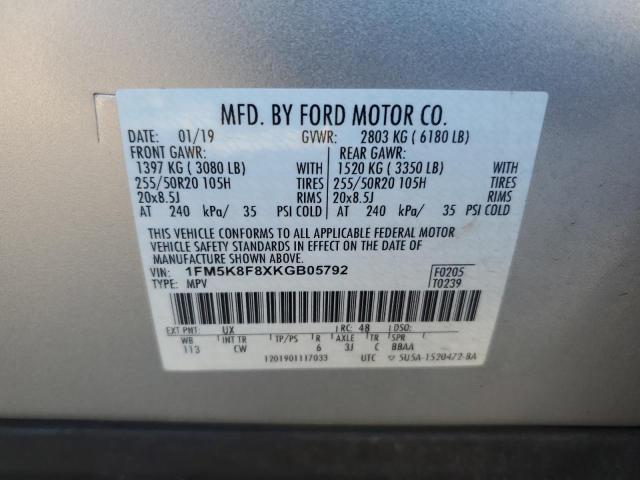 MFD. BY FORD MOTOR CO.
DATE: 01/19 GVWR: 2803 KG ( 6180 LB)
FRONT GAWR: REAR GAWR:
1397 KG ( 3080 LB) WITH 1520 KG ( 3350 LB) WITH
255/50R20 105H TIRES 255/50R20 105H TIRES
20x8.5J RIMS 20x8.5J RIMS
AT 240 kPa/ 35 PSI COLD AT 240 kPa/ 35 PSI COLD
THIS VEHICLE CONFORMS TO ALL APPLICABLE FEDERAL MOTOR
VEHICLE SAFETY STANDARDS IN EFFECT ON THE DATE OF
MANUFACTURE SHOWN ABOVE.
VIN: 1FM5K8F8XKGB05792 F0205
TYPE: MPV T0239
EXT PNT: UX RC: 48 DSO:
WB INT TR TP/PS R AXLE TR SPR
113 CW 6 3J C BBAA
1201901117033 UTC 5U5A-1520472-BA